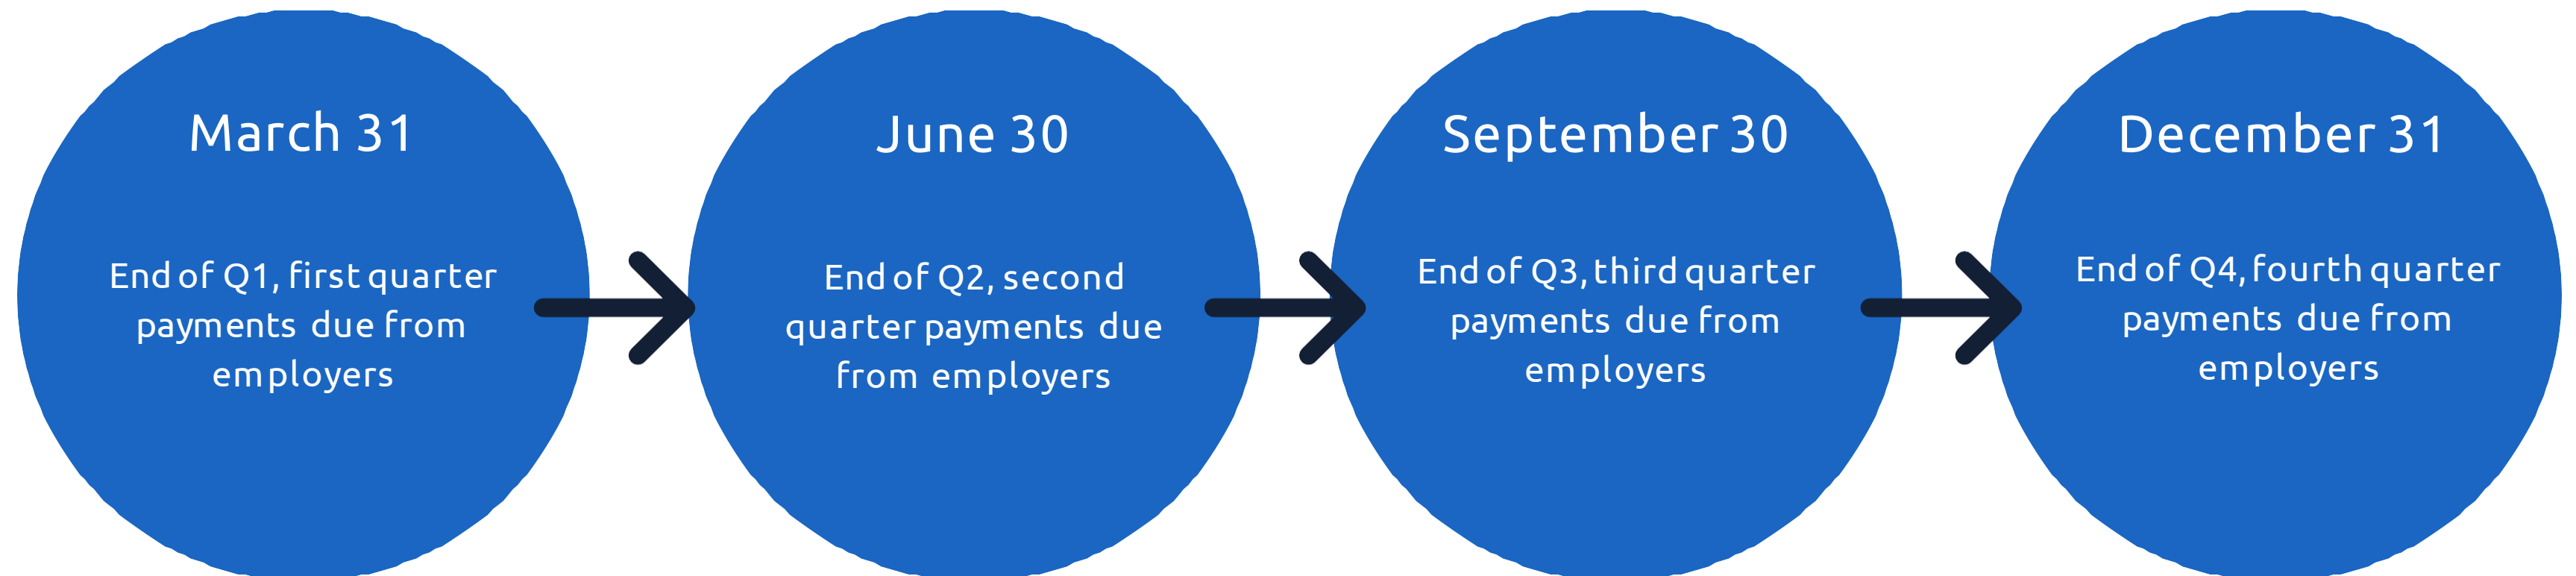 March 31
End of Q1, first quarter
payments due from
employers
June 30
End of Q2, second
quarter payments due
from employers
September 30
End of Q3, third quarter
payments due from
employers
December 31
End of Q4, fourth quarter
payments due from
employers